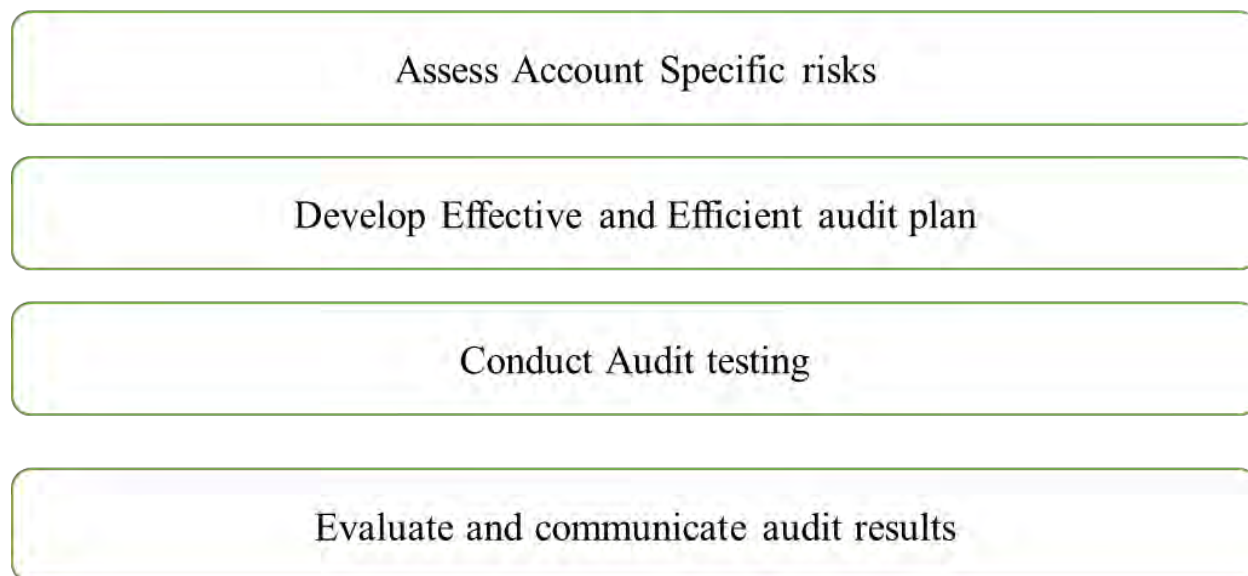 Assess Account Specific risks
Develop Effective and Efficient audit plan
Conduct Audit testing
Evaluate and communicate audit results